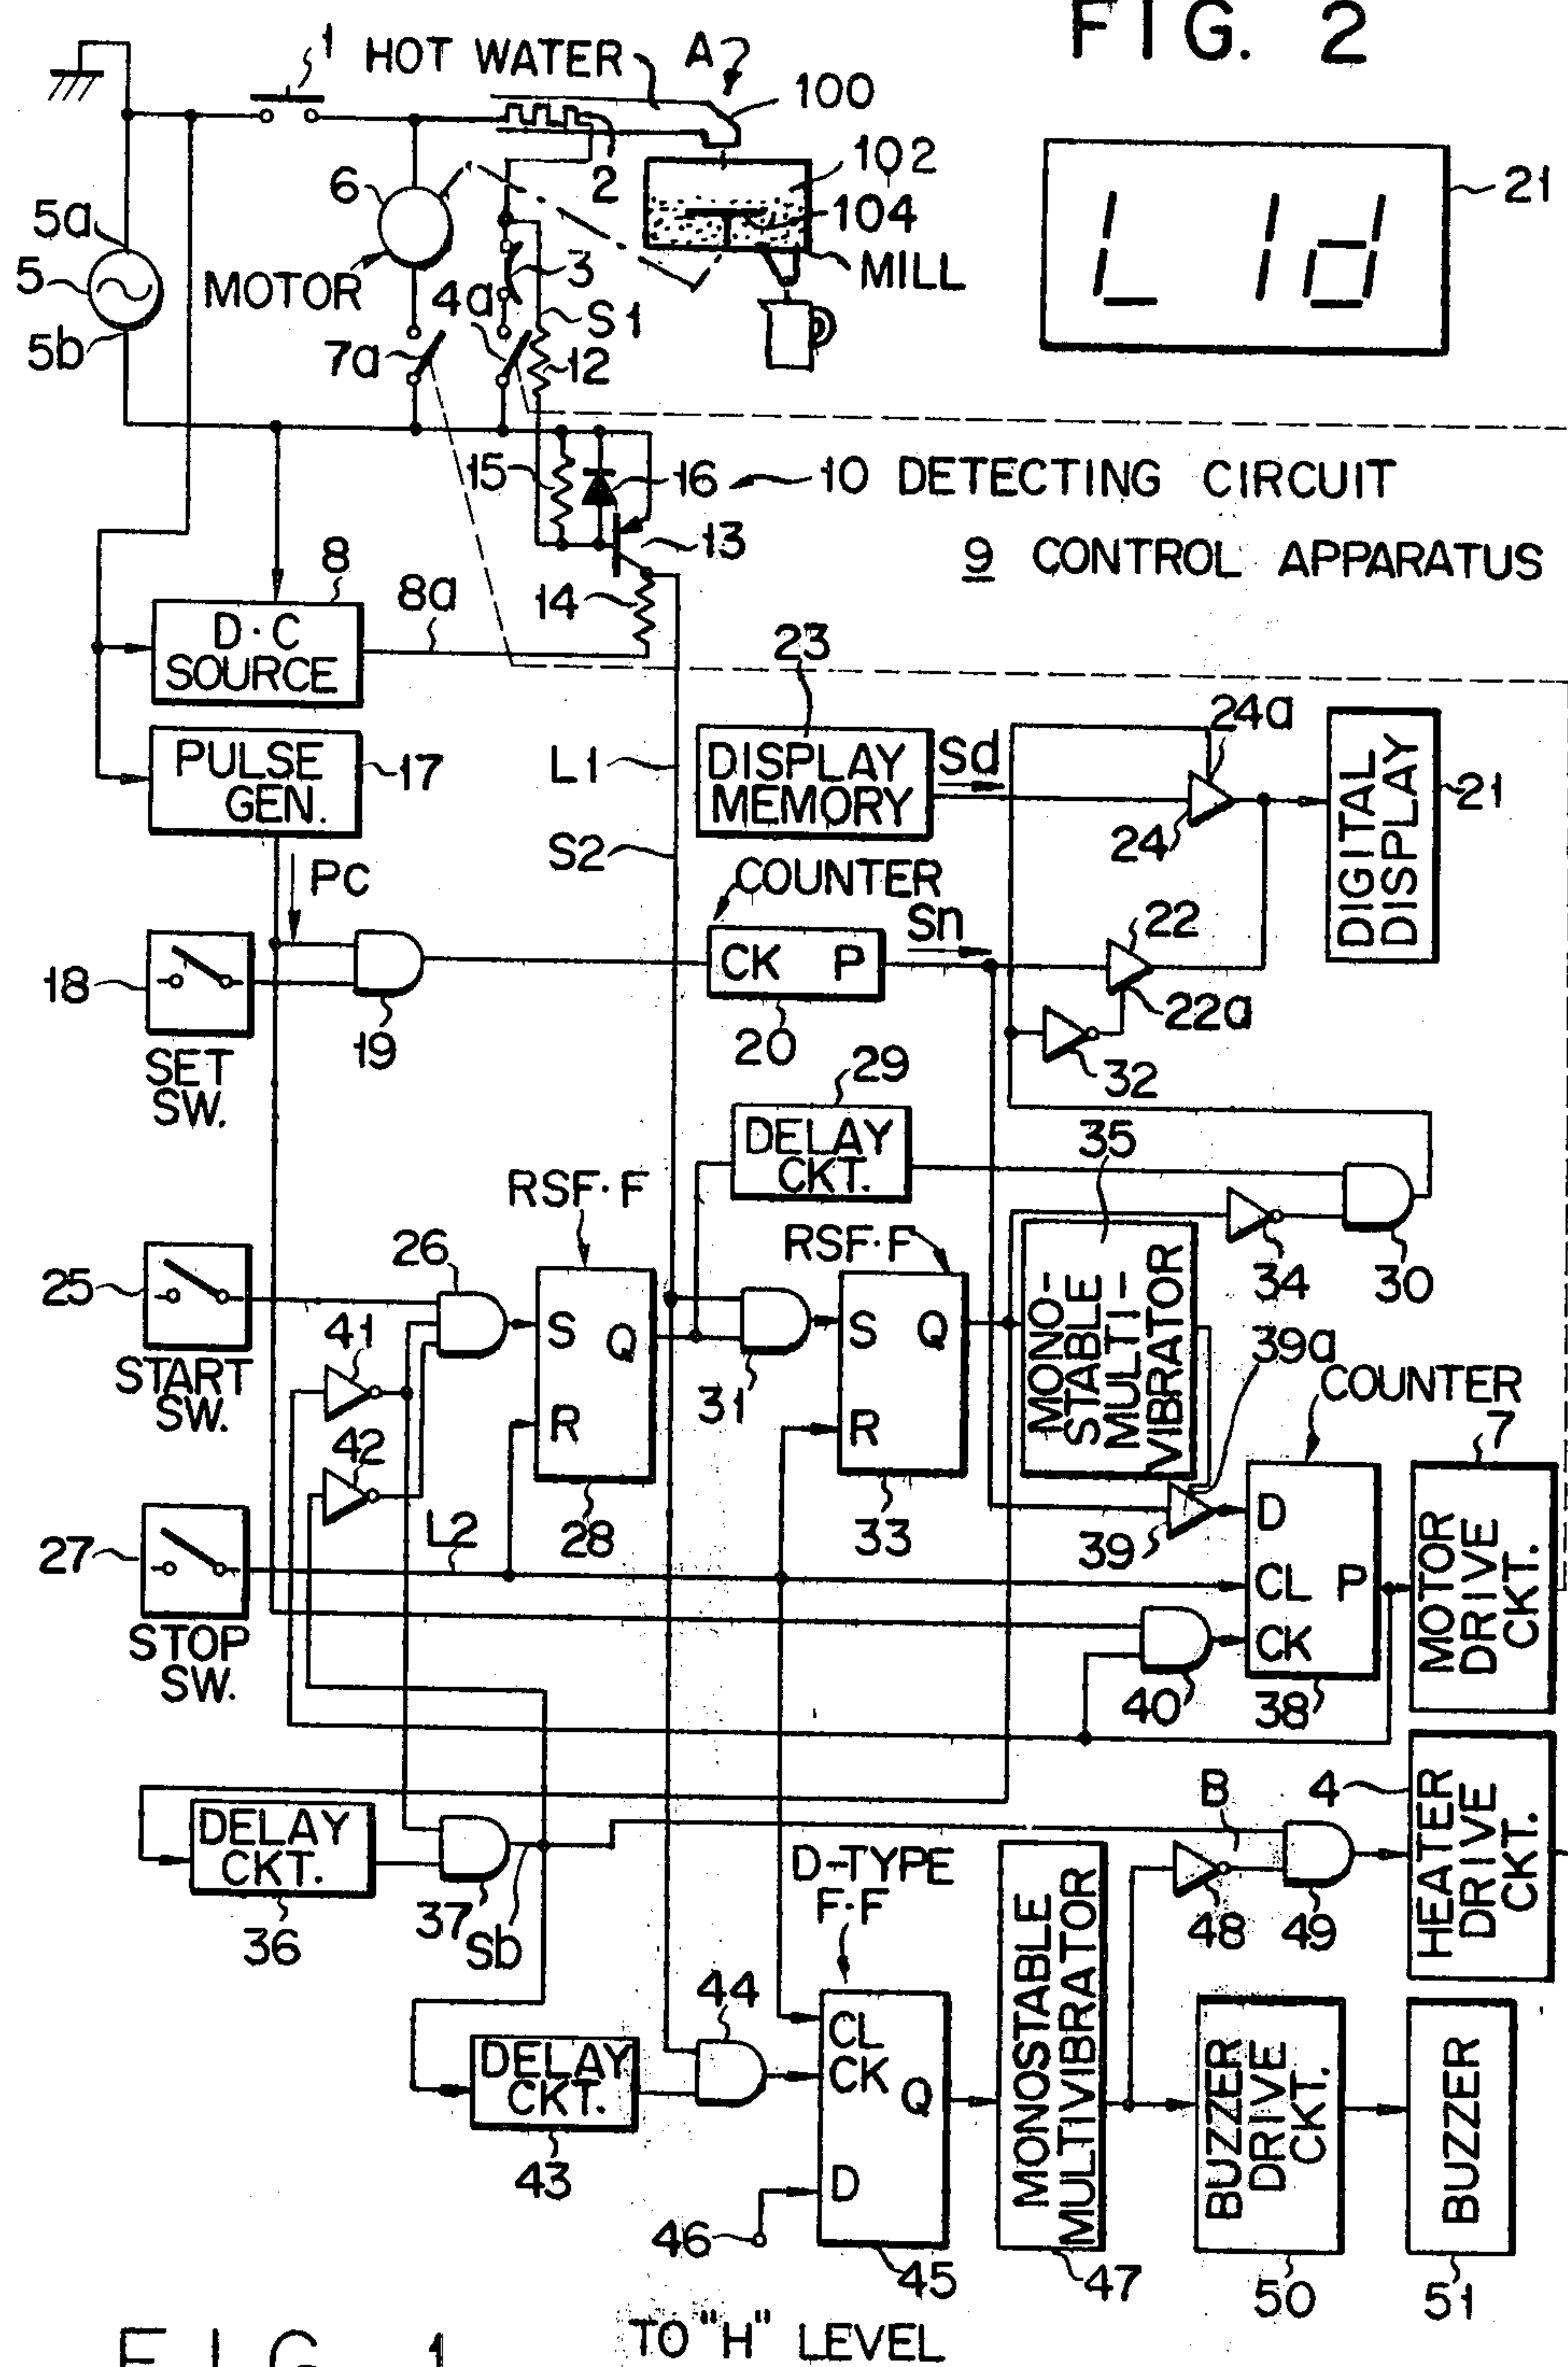 FIG. 2
1 HOT WATER A
100
102
2
6
104
5a
21
L Id
MOTOR
4a
3
MILL
5
S1
5b
7a
12
15
16
10 DETECTING CIRCUIT
13
9 CONTROL APPARATUS
8
8a
14
D·C
SOURCE
23
24a
PULSE
GEN.
17
L1
DISPLAY
MEMORY
Sd
DIGITAL
DISPLAY
21
24
S2
Pc
COUNTER
Sn
22
18
CK P
19
20
22a
SET
SW.
32
29
DELAY
CKT.
35
RSF·F
26
RSF·F
25
34
30
41
S Q
S Q
MONO-
STABLE
MULTI-
VIBRATOR
39a
START
SW.
31
COUNTER
R
R
7
42
L2
28
33
39
D
27
CL P
MOTOR
DRIVE
CKT.
STOP
SW.
CK
40
38
B
4
HEATER
DRIVE
CKT.
DELAY
CKT.
D-TYPE
F·F
37
36
Sb
48
49
44
MONOSTABLE
MULTIVIBRATOR
CL
DELAY
CKT.
CK Q
BUZZER
DRIVE
CKT.
BUZZER
43
D
46
45
47
50
51
TO "H" LEVEL
FIG. 1